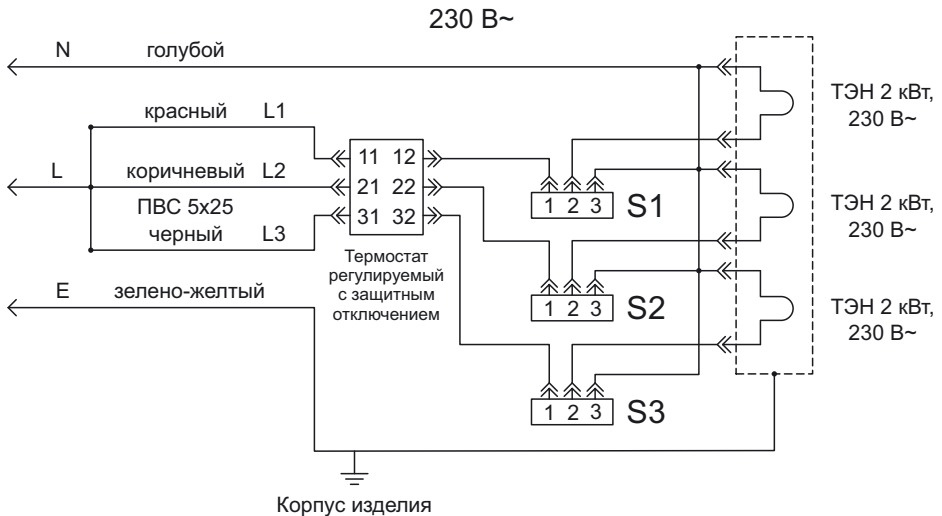 230 В~
N голубой
ТЭН 2 кВт,
230 В~
красный L1
11 12
L коричневый L2
21 22
ПВС 5х25
черный L3
31 32
1 2 3 S1
ТЭН 2 кВт,
230 В~
Термостат
регулируемый
с защитным
отключением
E зелено-желтый
1 2 3 S2
ТЭН 2 кВт,
230 В~
1 2 3 S3
Корпус изделия